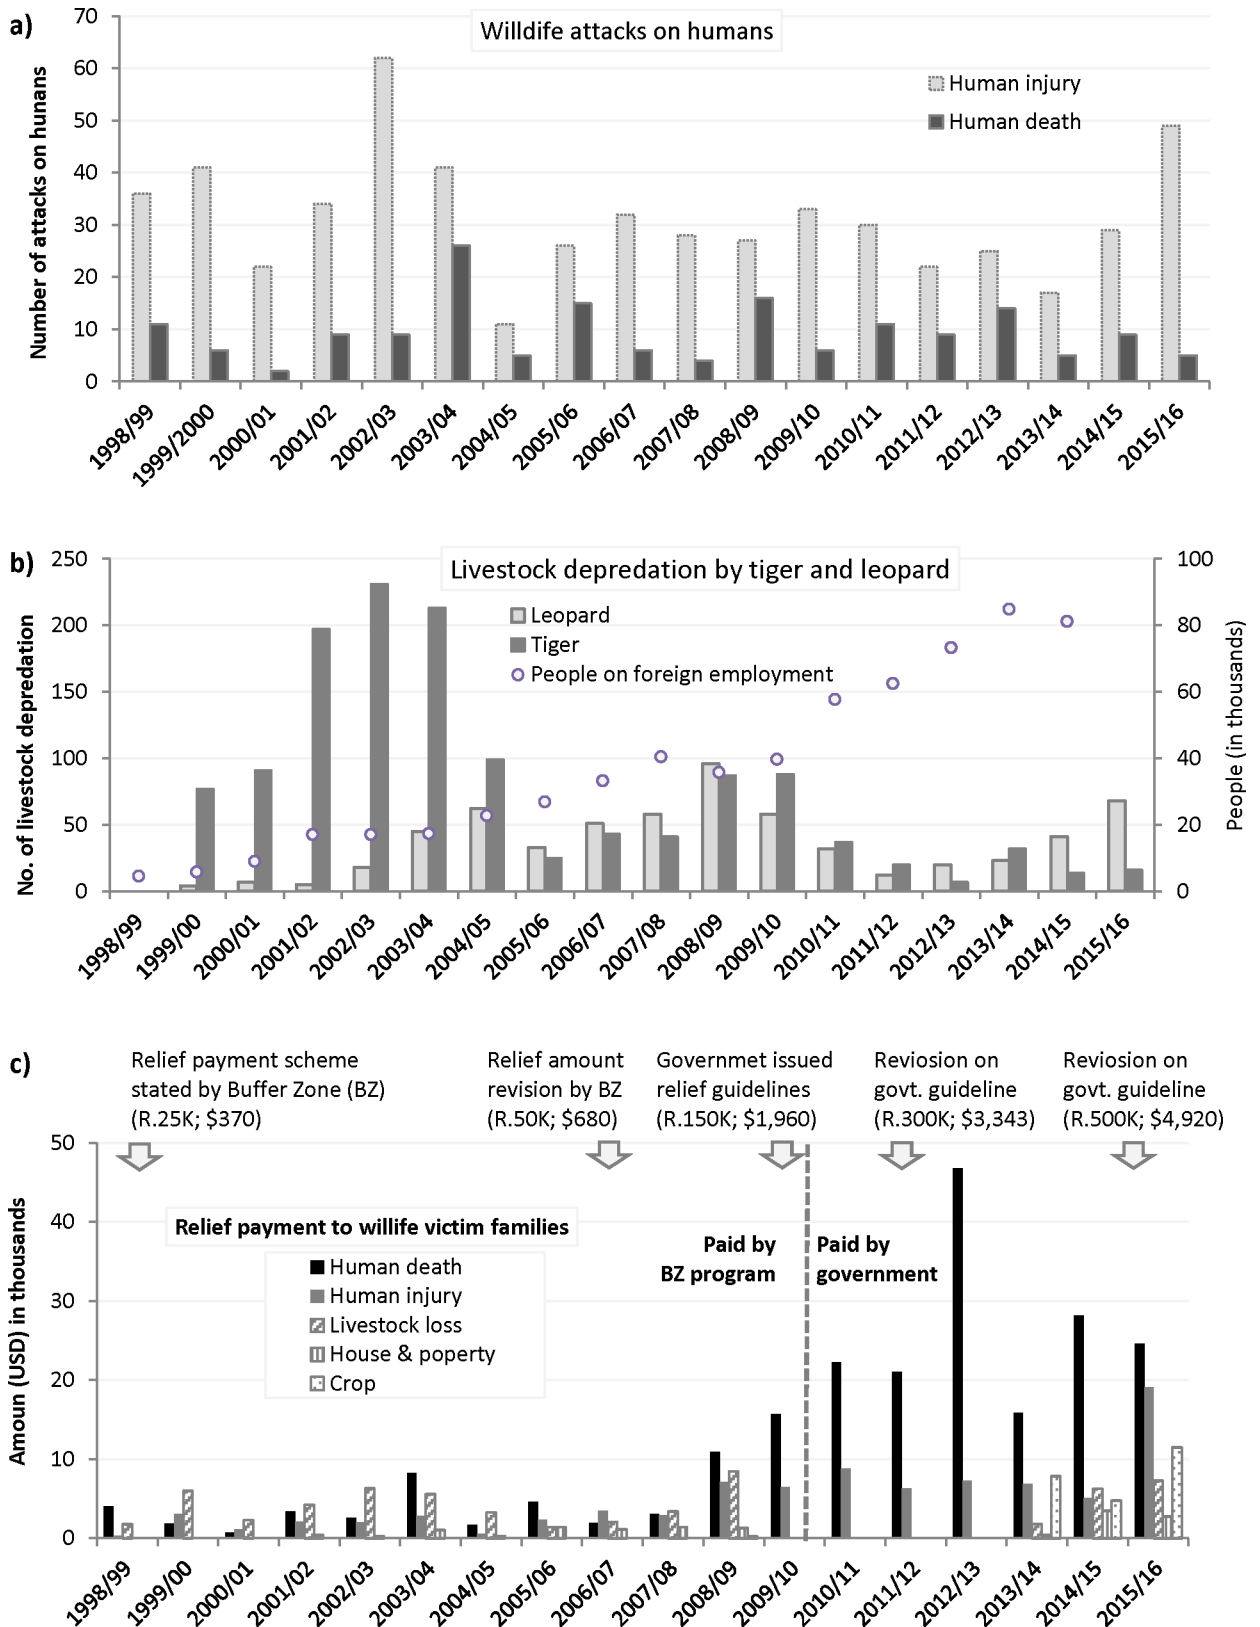 a)
Willdife attacks on humans
Human injury
Human death
Number of attacks on hunans
70
60
50
40
30
20
10
0
1998/99
1999/2000
2000/01
2001/02
2002/03
2003/04
2004/05
2005/06
2006/07
2007/08
2008/09
2009/10
2010/11
2011/12
2012/13
2013/14
2014/15
2015/16
b)
Livestock depredation by tiger and leopard
Leopard
Tiger
People on foreign employment
No. of livestock depredation
250
200
150
100
50
0
People (in thousands)
100
80
60
40
20
0
1998/99
1999/00
2000/01
2001/02
2002/03
2003/04
2004/05
2005/06
2006/07
2007/08
2008/09
2009/10
2010/11
2011/12
2012/13
2013/14
2014/15
2015/16
c)
Relief payment scheme
stated by Buffer Zone (BZ)
(R.25K; $370)
Relief amount
revision by BZ
(R.50K; $680)
Governmet issued
relief guidelines
(R.150K; $1,960)
Reviosion on
govt. guideline
(R.300K; $3,343)
Reviosion on
govt. guideline
(R.500K; $4,920)
Relief payment to willife victim families
Human death
Human injury
Livestock loss
House & poperty
Crop
Paid by
BZ program
Paid by
government
Amoun (USD) in thousands
50
40
30
20
10
0
1998/99
1999/00
2000/01
2001/02
2002/03
2003/04
2004/05
2005/06
2006/07
2007/08
2008/09
2009/10
2010/11
2011/12
2012/13
2013/14
2014/15
2015/16